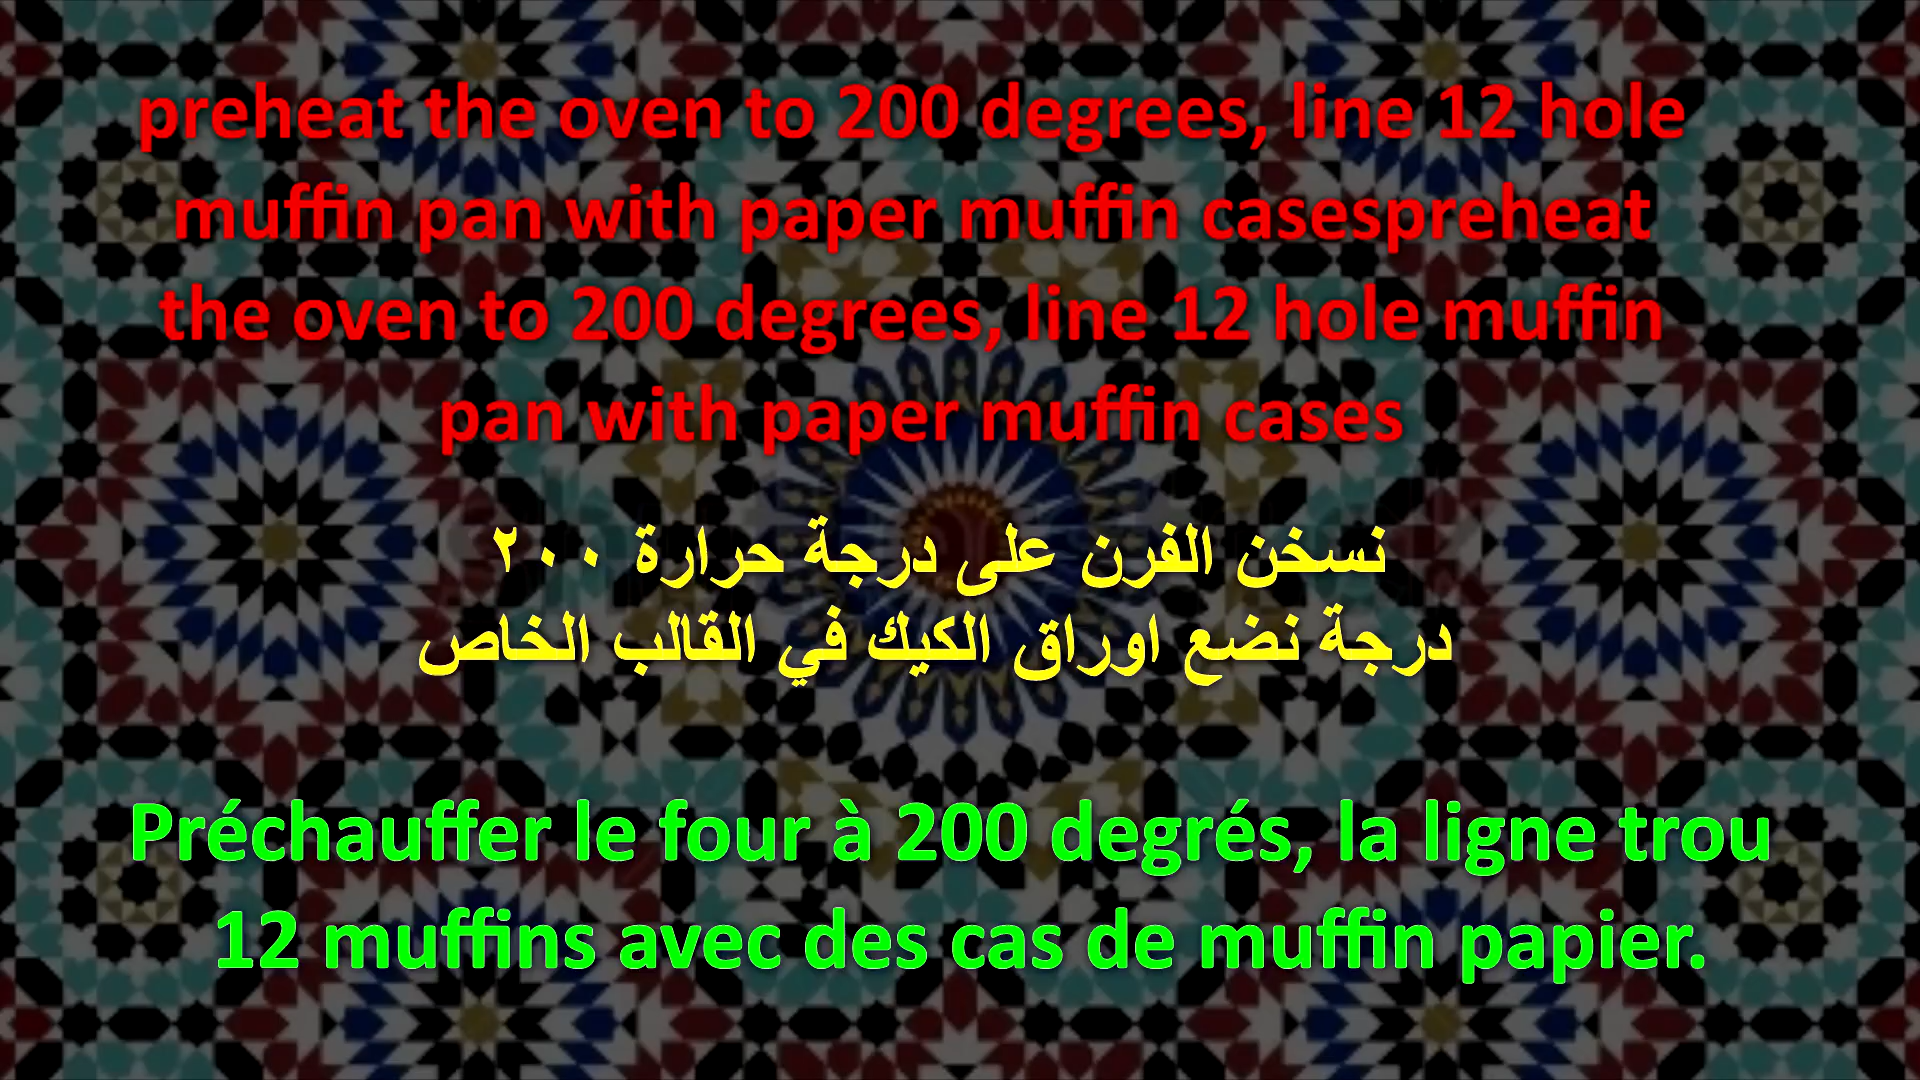 preheat the oven to 200 degrees, line 12 hole
muffin pan with paper muffin casespreheat
the oven to 200 degrees, line 12 hole muffin
pan with paper muffin cases
نسخن الفرن على درجة حرارة ٢٠٠
درجة نضع اوراق الكيك في القالب الخاص
Préchauffer le four à 200 degrés, la ligne trou
12 muffins avec des cas de muffin papier.